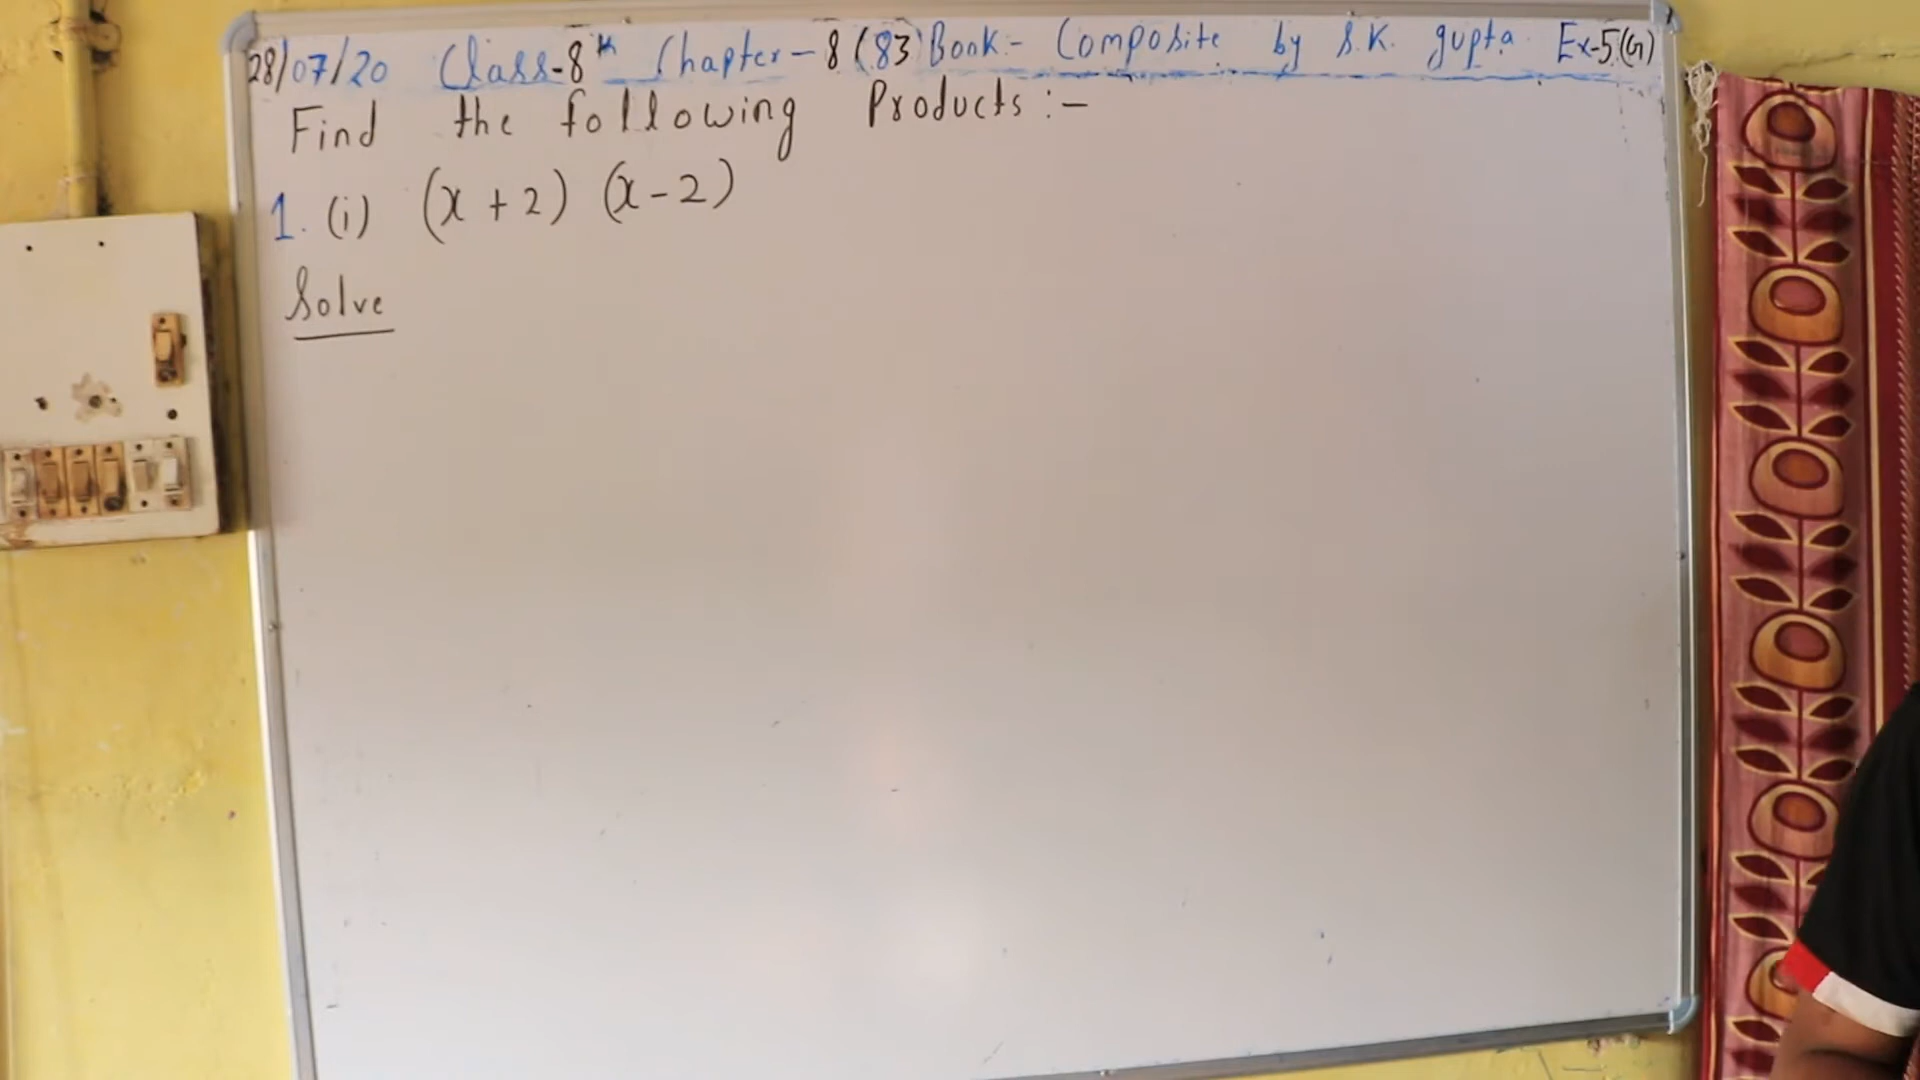 28/07/20 Class-8th Chapter-8 (83) Book- Composite by S.K. gupta Ex-5(G)
Find the following Products:-
1. (i) (x+2) (x-2)
Solve